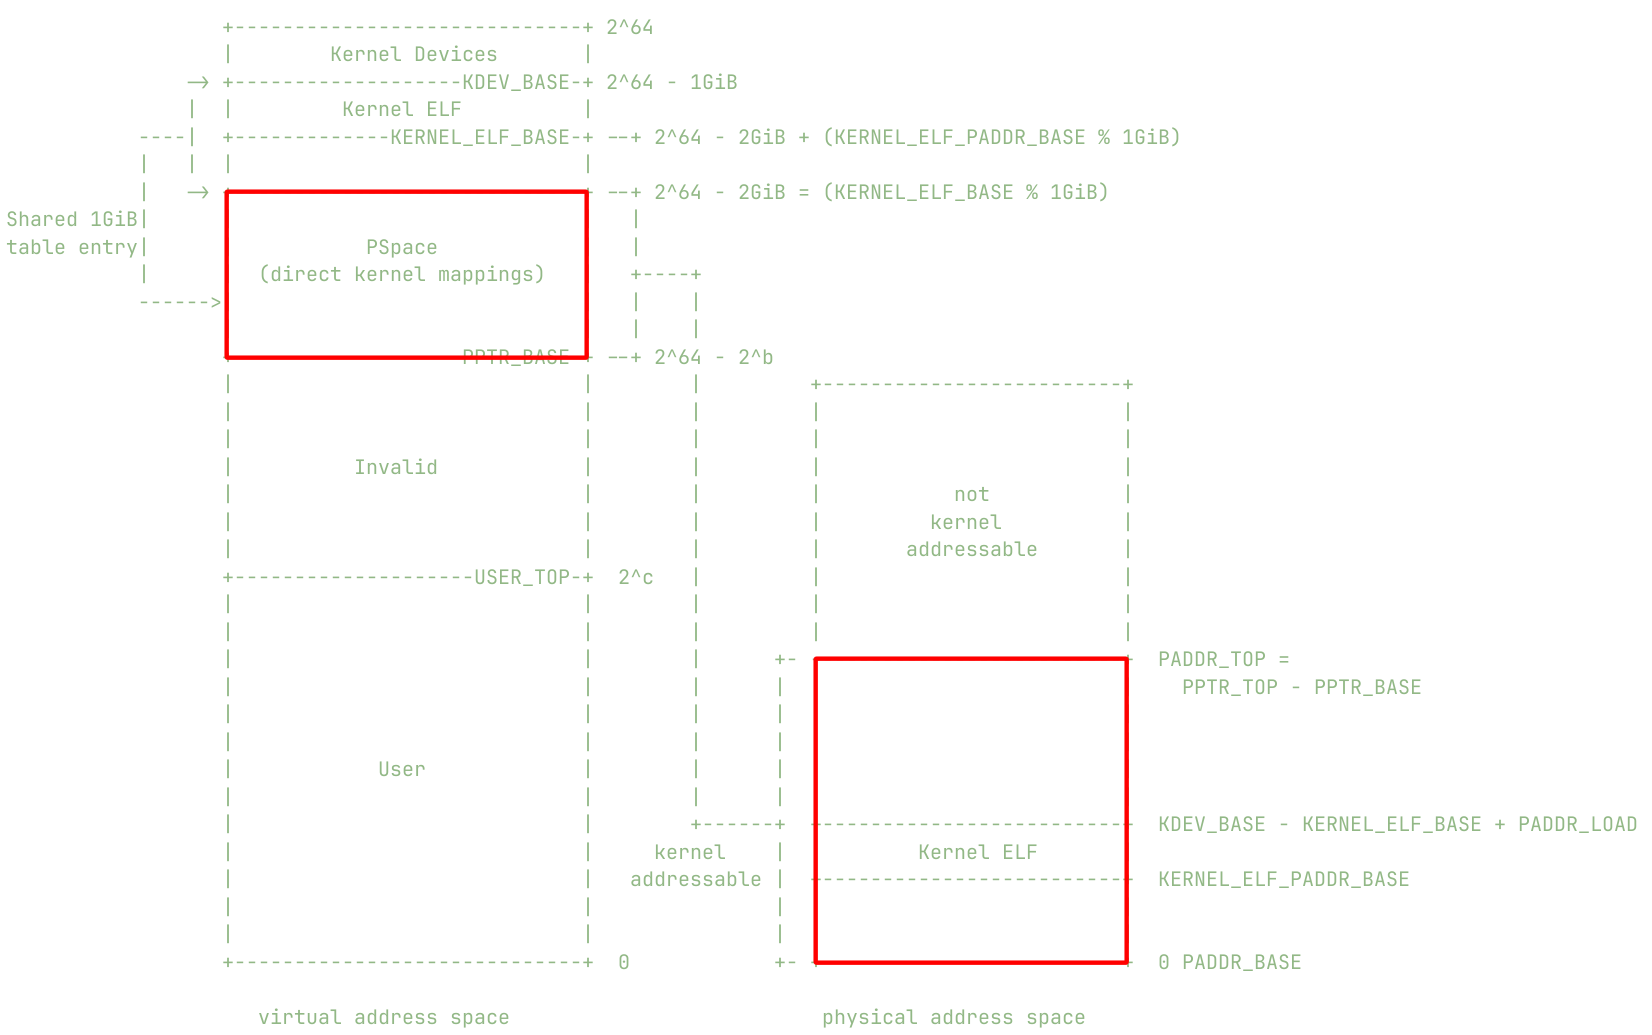 2^64
Kernel Devices
KDEV_BASE 2^64 - 1GiB
Kernel ELF
KERNEL_ELF_BASE 2^64 - 2GiB + (KERNEL_ELF_PADDR_BASE % 1GiB)
2^64 - 2GiB = (KERNEL_ELF_BASE % 1GiB)
Shared 1GiB
table entry
PSpace
(direct kernel mappings)
PPTR_BASE 2^64 - 2^b
Invalid
not
kernel
addressable
USER_TOP 2^c
PADDR_TOP =
PPTR_TOP - PPTR_BASE
User
KDEV_BASE - KERNEL_ELF_BASE + PADDR_LOAD
kernel
addressable
Kernel ELF
KERNEL_ELF_PADDR_BASE
0
0 PADDR_BASE
virtual address space
physical address space